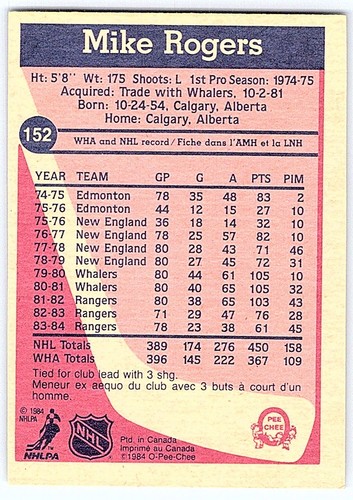 Mike Rogers
Ht: 5'8'' Wt: 175 Shoots: L 1st Pro Season: 1974-75
Acquired: Trade with Whalers, 10-2-81
Born: 10-24-54, Calgary, Alberta
Home: Calgary, Alberta
152
WHA and NHL record/Fiche dans l'AMH et la LNH
YEAR TEAM GP G A PTS PIM
74-75 Edmonton 78 35 48 83 2
75-76 Edmonton 44 12 15 27 10
75-76 New England 36 18 14 32 10
76-77 New England 78 25 57 82 10
77-78 New England 80 28 43 71 46
78-79 New England 80 27 45 72 31
79-80 Whalers 80 44 61 105 10
80-81 Whalers 80 40 65 105 32
81-82 Rangers 80 38 65 103 43
82-83 Rangers 71 29 47 76 28
83-84 Rangers 78 23 38 61 45
NHL Totals 389 174 276 450 158
WHA Totals 396 145 222 367 109
Tied for club lead with 3 shg.
Meneur ex aequo du club avec 3 buts à court d'un
homme.
© 1984
NHLPA
NHLPA
NHL
Ptd. in Canada
Imprimé au Canada
©1984 O-Pee-Chee
O
PEE
CHEE